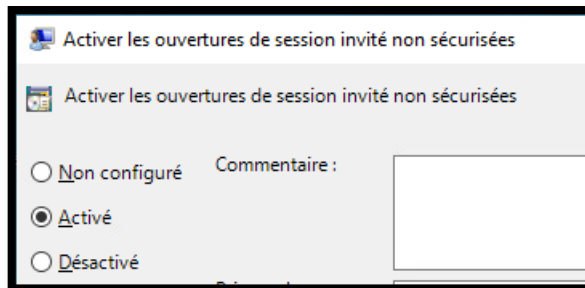 Activer les ouvertures de session invité non sécurisées
Activer les ouvertures de session invité non sécurisées
Non configuré
Commentaire :
Activé
Désactivé